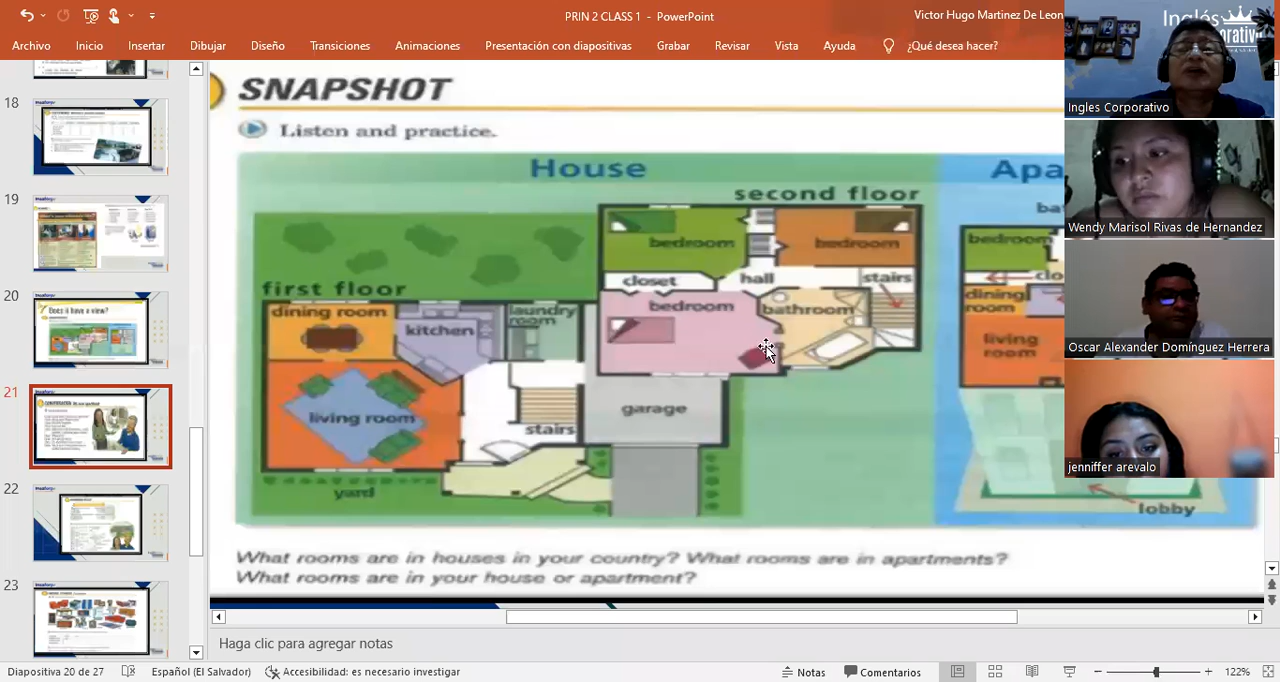 PRIN 2 CLASS 1 - PowerPoint
Victor Hugo Martinez De Leon
Archivo Inicio Insertar Dibujar Diseño Transiciones Animaciones Presentación con diapositivas Grabar Revisar Vista Ayuda ¿Qué desea hacer?
Inglés
Ingles Corporativo
Wendy Marisol Rivas de Hernandez
Oscar Alexander Domínguez Herrera
jenniffer arevalo
18
19
20
Does it have a view?
21
22
23
SNAPSHOT
Listen and practice.
House
second floor
bedroom
bedroom
closet
hall
stairs
bedroom
bathroom
first floor
dining room
kitchen
laundry
room
living room
stairs
garage
yard
bedroom
dining
room
living
room
lobby
What rooms are in houses in your country? What rooms are in apartments?
What rooms are in your house or apartment?
Haga clic para agregar notas
Diapositiva 20 de 27 Español (El Salvador) Accesibilidad: es necesario investigar Notas Comentarios 122%